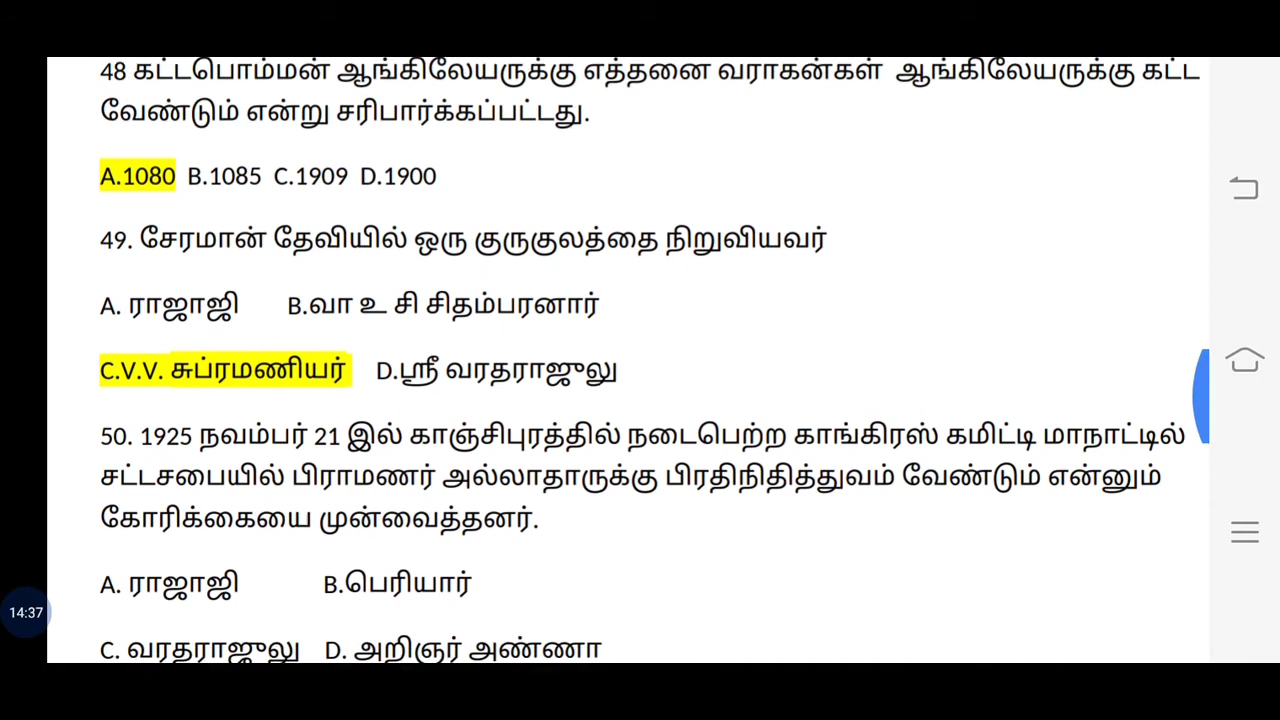 48 கட்டபொம்மன் ஆங்கிலேயருக்கு எத்தனை வராகன்கள் ஆங்கிலேயருக்கு கட்ட
வேண்டும் என்று சரிபார்க்கப்பட்டது.
A.1080 B.1085 C.1909 D.1900
49. சேரமான் தேவியில் ஒரு குருகுலத்தை நிறுவியவர்
A. ராஜாஜி B.வா உ சி சிதம்பரனார்
C.V.V. சுப்ரமணியர் D.ஸ்ரீ வரதராஜுலு
50. 1925 நவம்பர் 21 இல் காஞ்சிபுரத்தில் நடைபெற்ற காங்கிரஸ் கமிட்டி மாநாட்டில்
சட்டசபையில் பிராமணர் அல்லாதாருக்கு பிரதிநிதித்துவம் வேண்டும் என்னும்
கோரிக்கையை முன்வைத்தனர்.
A. ராஜாஜி B.பெரியார்
C. வரதராஜுலு D. அறிஞர் அண்ணா
14:37